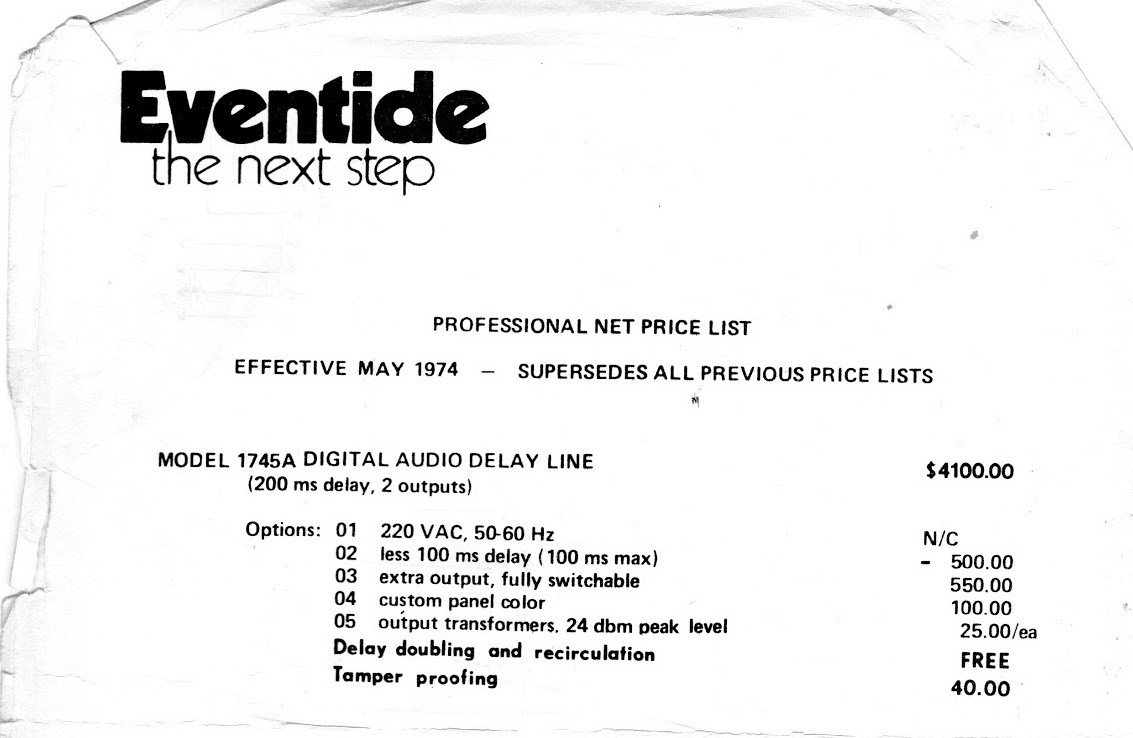 Eventide
the next step
PROFESSIONAL NET PRICE LIST
EFFECTIVE MAY 1974 — SUPERSEDES ALL PREVIOUS PRICE LISTS
MODEL 1745A DIGITAL AUDIO DELAY LINE $4100.00
(200 ms delay, 2 outputs)
Options: 01 220 VAC, 50-60 Hz N/C
02 less 100 ms delay (100 ms max) - 500.00
03 extra output, fully switchable 550.00
04 custom panel color 100.00
05 output transformers. 24 dbm peak level 25.00/ea
Delay doubling and recirculation FREE
Tamper proofing 40.00